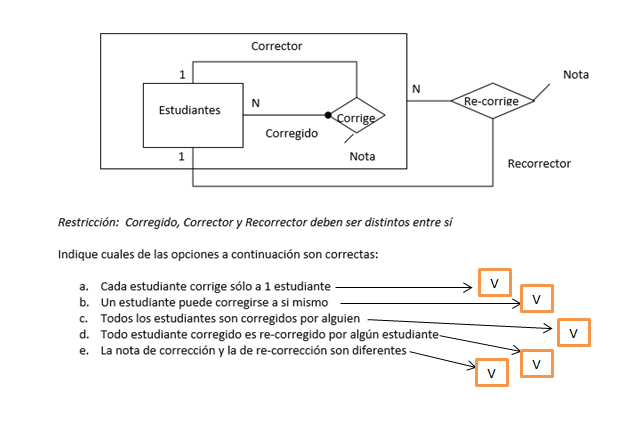 Corrector
1
Nota
N
Estudiantes
N
Re-corrige
Corrige
Corregido
1
Nota
Recorrector
Restricción: Corregido, Corrector y Recorrector deben ser distintos entre sí
Indique cuales de las opciones a continuación son correctas:
a. Cada estudiante corrige sólo a 1 estudiante V
b. Un estudiante puede corregirse a si mismo V
c. Todos los estudiantes son corregidos por alguien V
d. Todo estudiante corregido es re-corregido por algún estudiante V
e. La nota de corrección y la de re-corrección son diferentes V